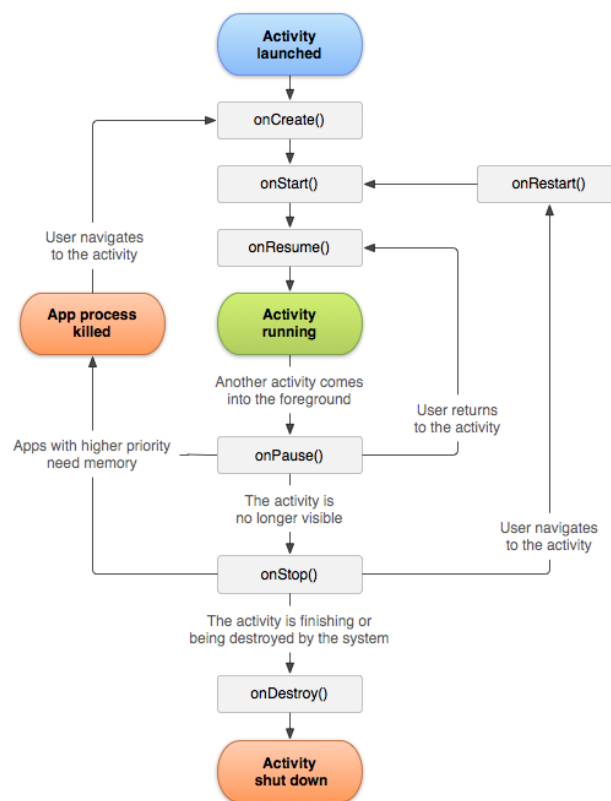 Activity
launched
onCreate()
onStart()
onRestart()
User navigates
to the activity
onResume()
App process
killed
Activity
running
Another activity comes
into the foreground
User returns
to the activity
Apps with higher priority
need memory
onPause()
The activity is
no longer visible
User navigates
to the activity
onStop()
The activity is finishing or
being destroyed by the system
onDestroy()
Activity
shut down